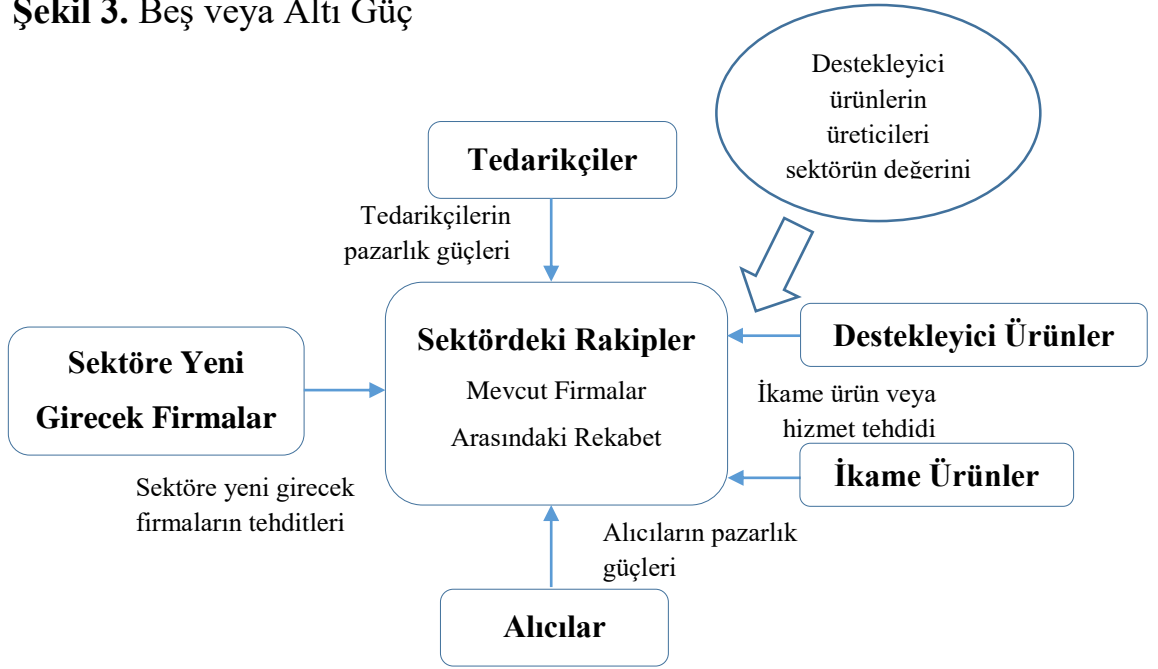 Şekil 3. Beş veya Altı Güç
Destekleyici
ürünlerin
üreticileri
sektörün değerini
Tedarikçiler
Tedarikçilerin
pazarlık güçleri
Sektördeki Rakipler
Mevcut Firmalar
Arasındaki Rekabet
Destekleyici Ürünler
Sektöre Yeni
Girecek Firmalar
İkame ürün veya
hizmet tehdidi
İkame Ürünler
Sektöre yeni girecek
firmaların tehditleri
Alıcıların pazarlık
güçleri
Alıcılar